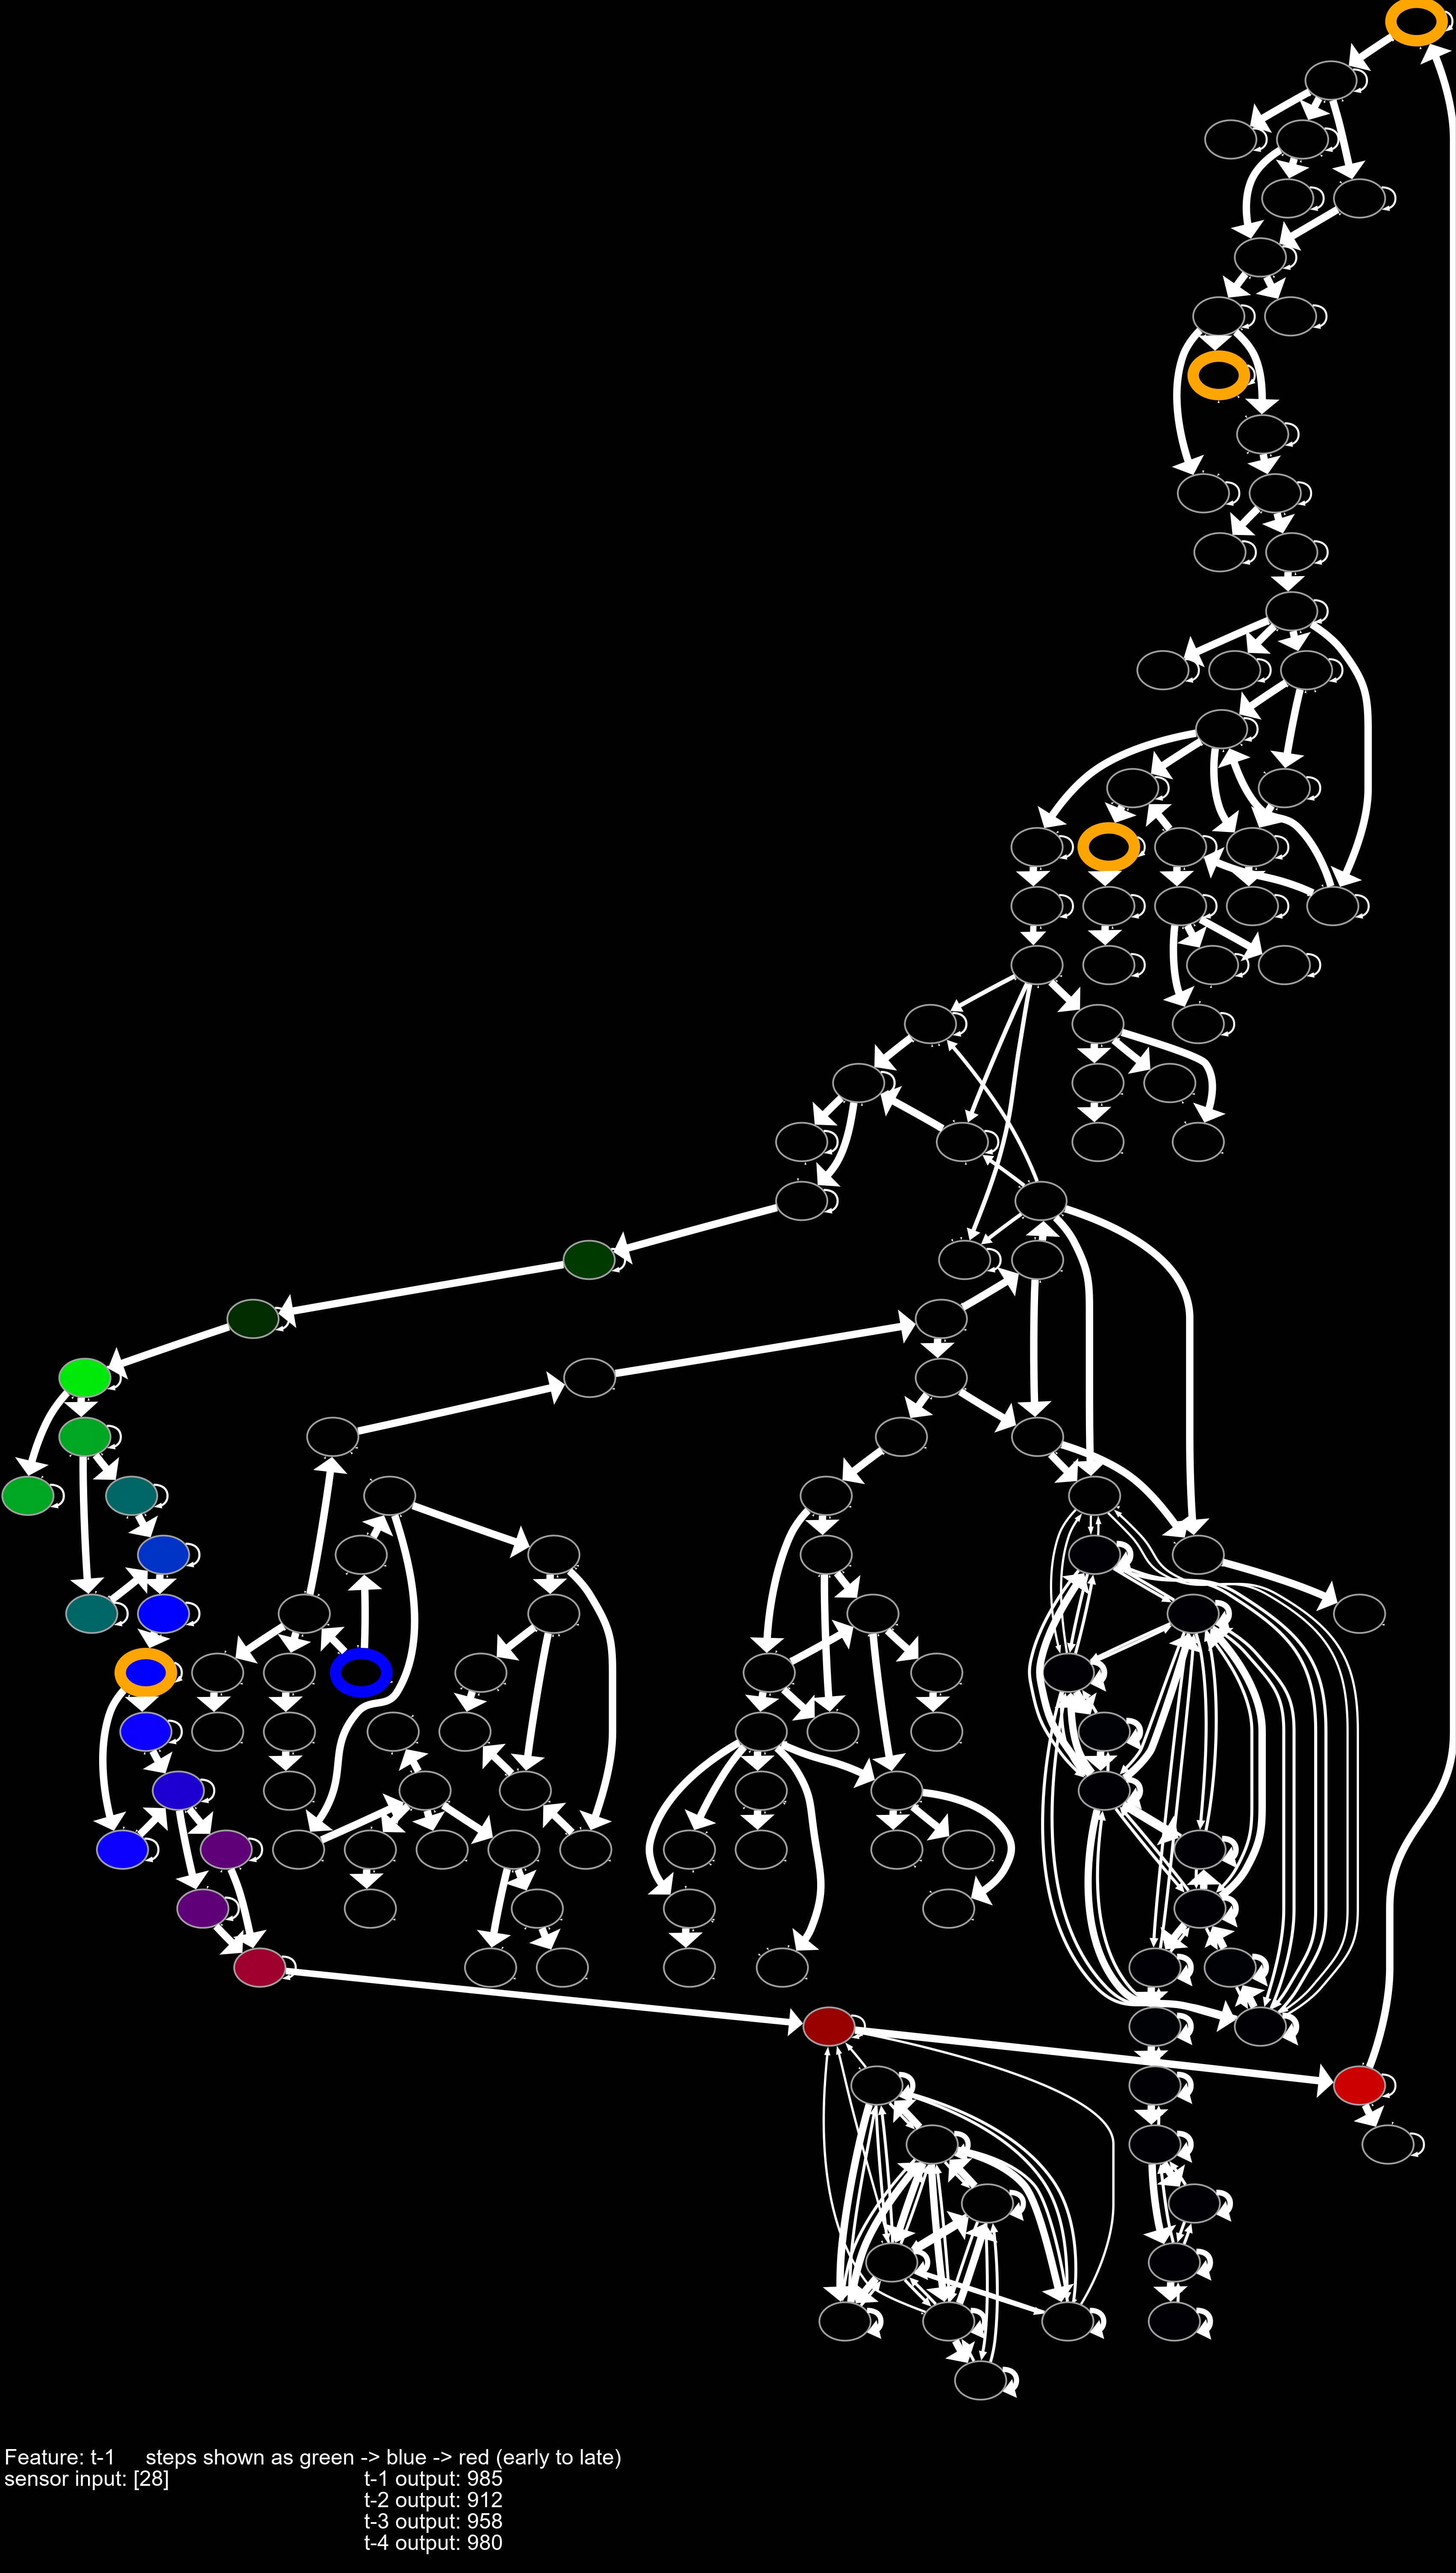 Feature: t-1 steps shown as green -> blue -> red (early to late)
sensor input: [28] t-1 output: 985
t-2 output: 912
t-3 output: 958
t-4 output: 980